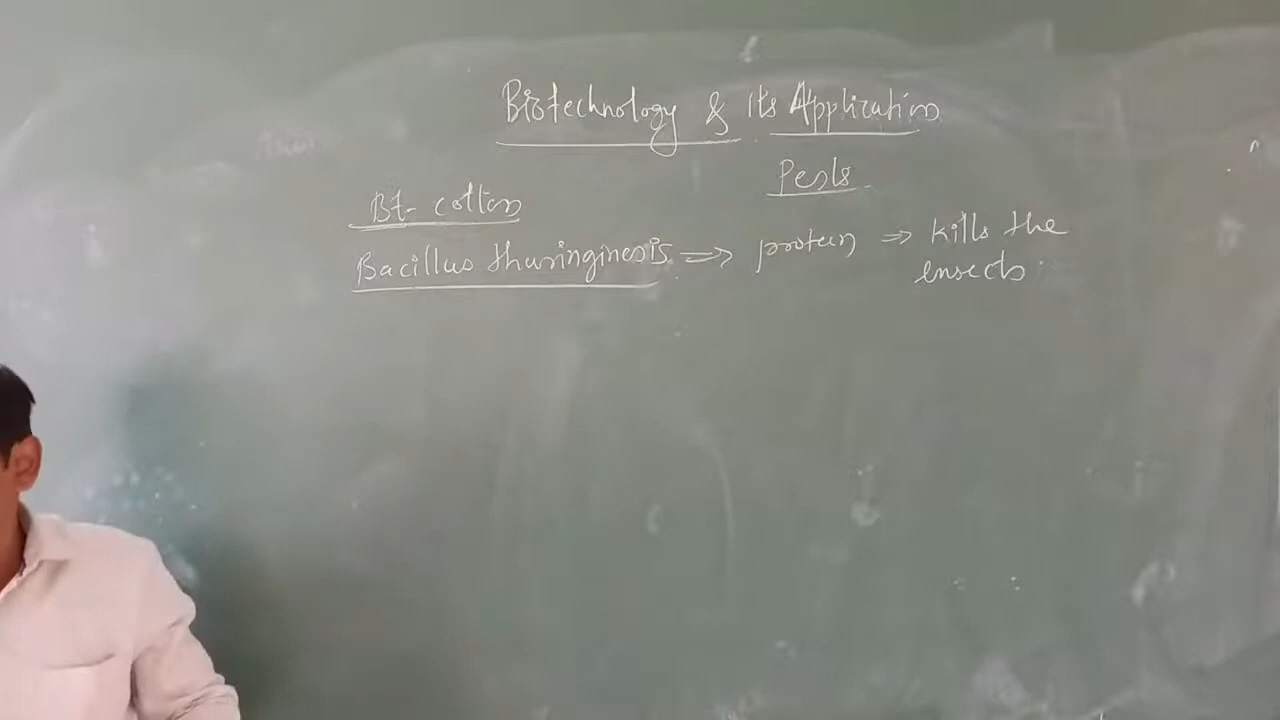 Biotechnology & its Application
Pests
Bt- cotton
Bacillus thuringinesis => protein => kills the
insects